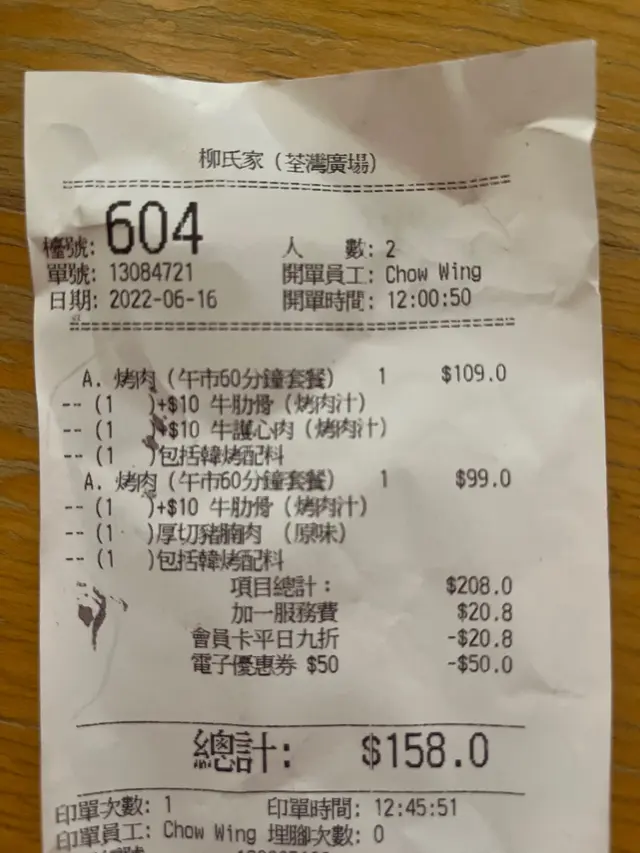 柳氏家（荃灣廣場）
檯號: 604 人 數: 2
單號: 13084721 開單員工: Chow Wing
日期: 2022-06-16 開單時間: 12:00:50
A. 烤肉（午市60分鐘套餐） 1 $109.0
-- (1 )+$10 牛肋骨（烤肉汁）
-- (1 )+$10 牛護心肉（烤肉汁）
-- (1 )包括韓烤配料
A. 烤肉（午市60分鐘套餐） 1 $99.0
-- (1 )+$10 牛肋骨（烤肉汁）
-- (1 )厚切豬腩肉 （原味）
-- (1 )包括韓烤配料
項目總計： $208.0
加一服務費 $20.8
會員卡平日九折 -$20.8
電子優惠券 $50 -$50.0
總計: $158.0
印單次數: 1 印單時間: 12:45:51
印單員工: Chow Wing 埋腳次數: 0